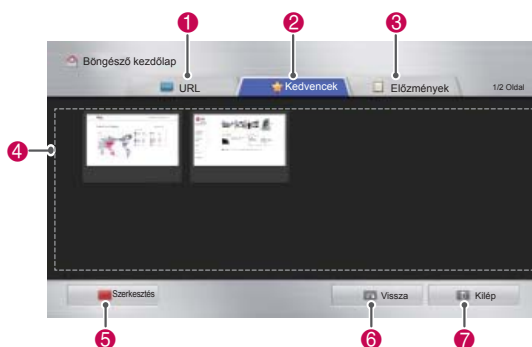 1 2 3
Böngésző kezdőlap
URL Kedvencek Előzmények 1/2 Oldal
4
Szerkesztés Vissza Kilép
5 6 7